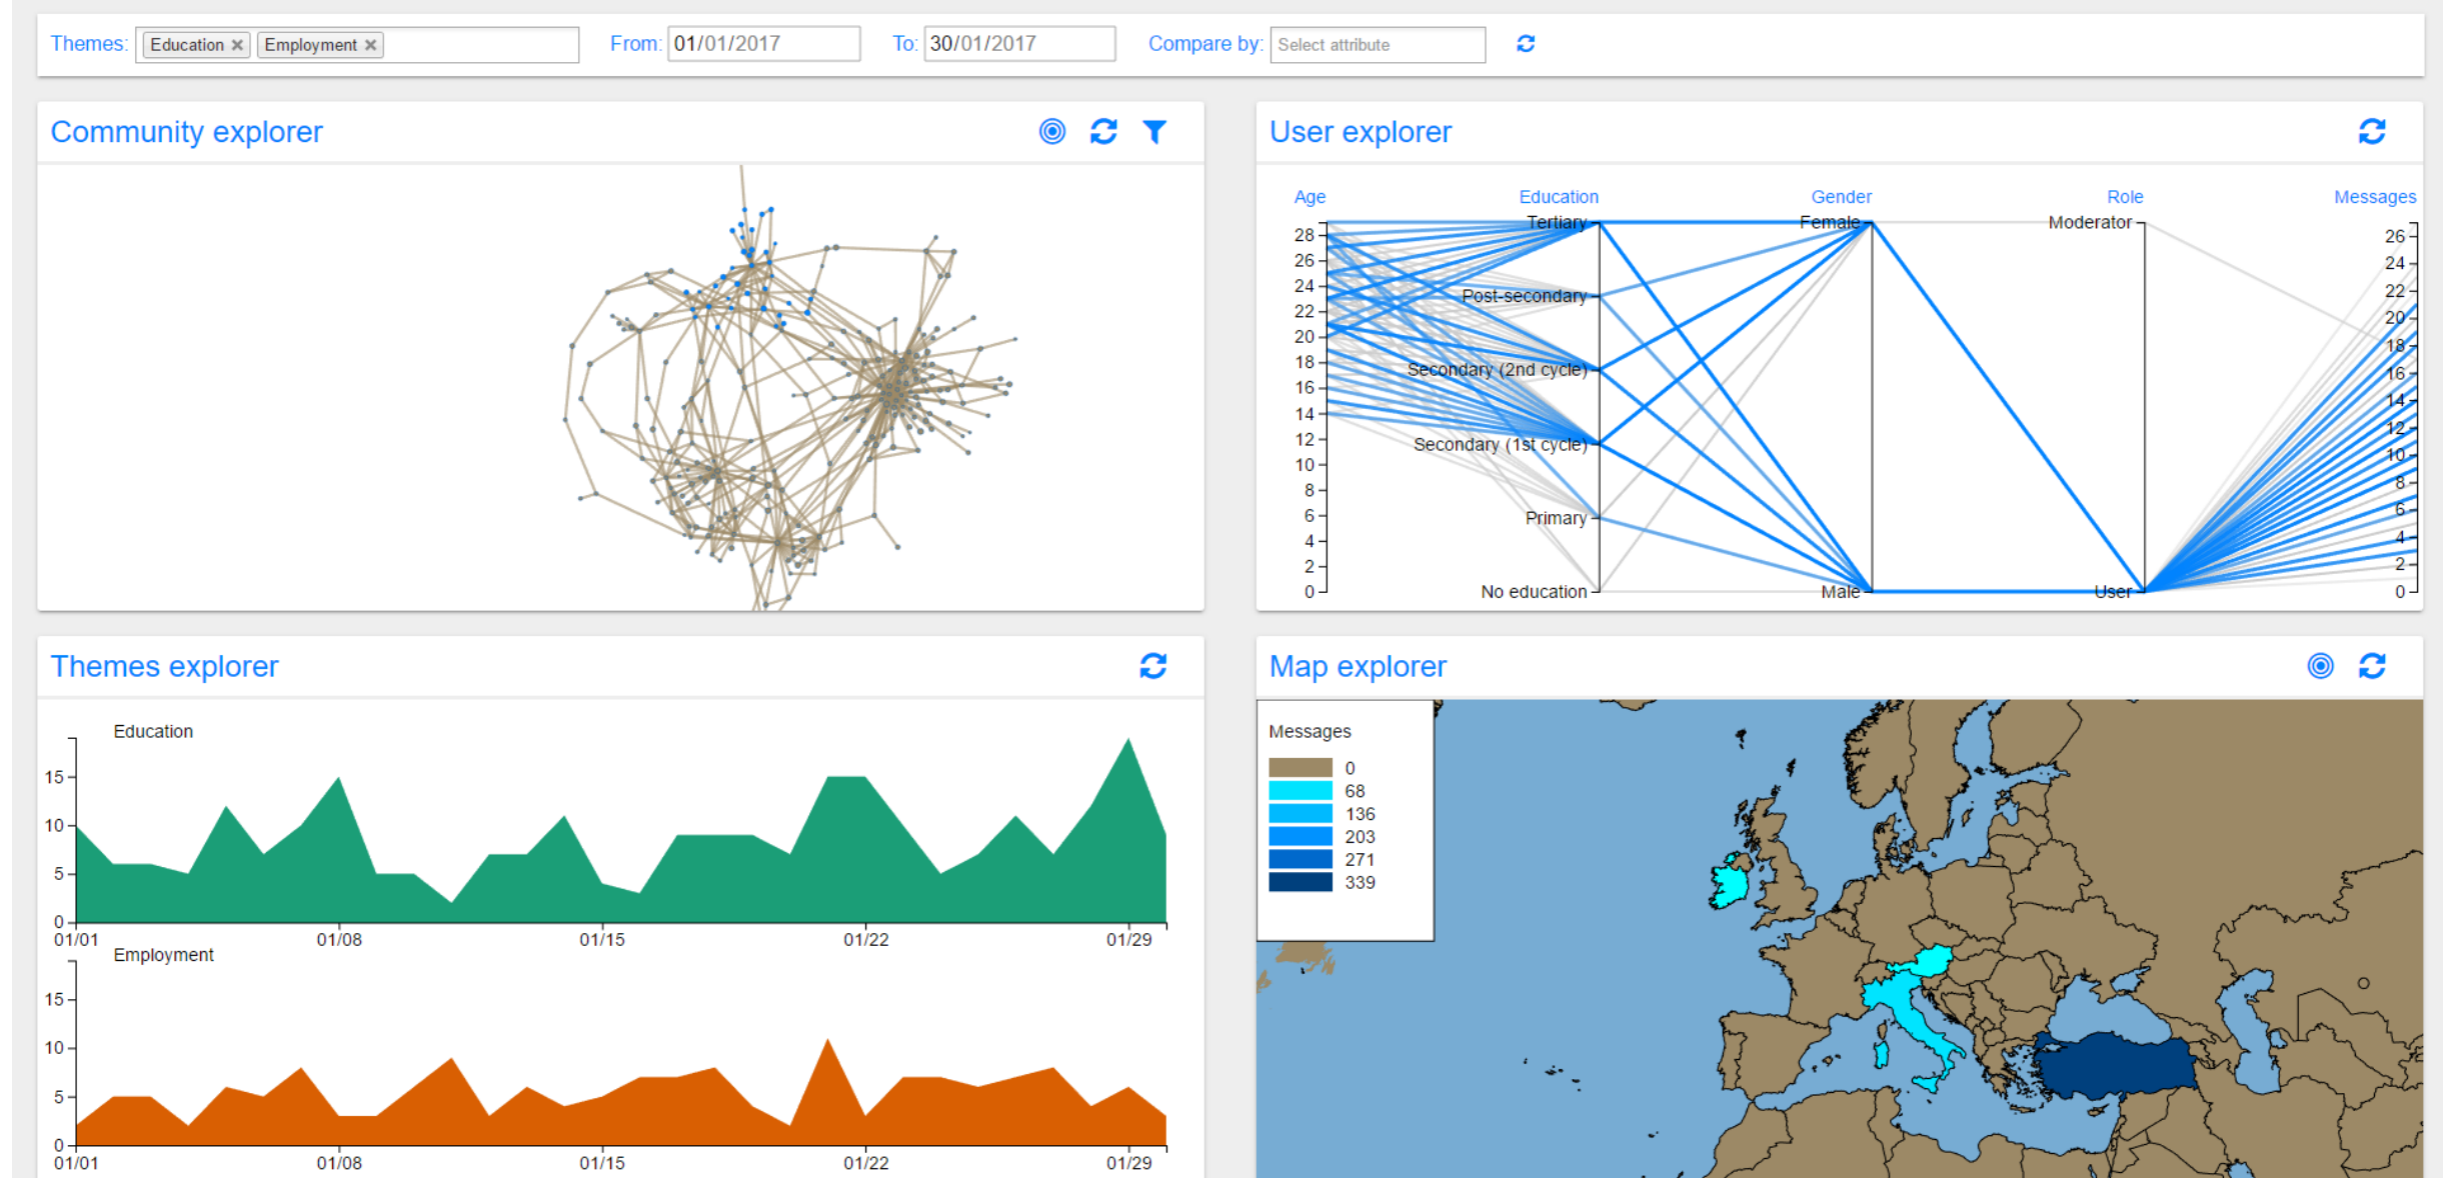 Themes: Education × Employment × From: 01/01/2017 To: 30/01/2017 Compare by: Select attribute
Community explorer
User explorer
Age Education Gender Role Messages
28
26
24
22
20
18
16
14
12
10
8
6
4
2
0
Tertiary
Post-secondary
Secondary (2nd cycle)
Secondary (1st cycle)
Primary
No education
Female
Male
Moderator
User
26
24
22
20
18
16
14
12
10
8
6
4
2
0
Themes explorer
Education
15
10
5
0
01/01 01/08 01/15 01/22 01/29
Employment
15
10
5
0
01/01 01/08 01/15 01/22 01/29
Map explorer
Messages
0
68
136
203
271
339